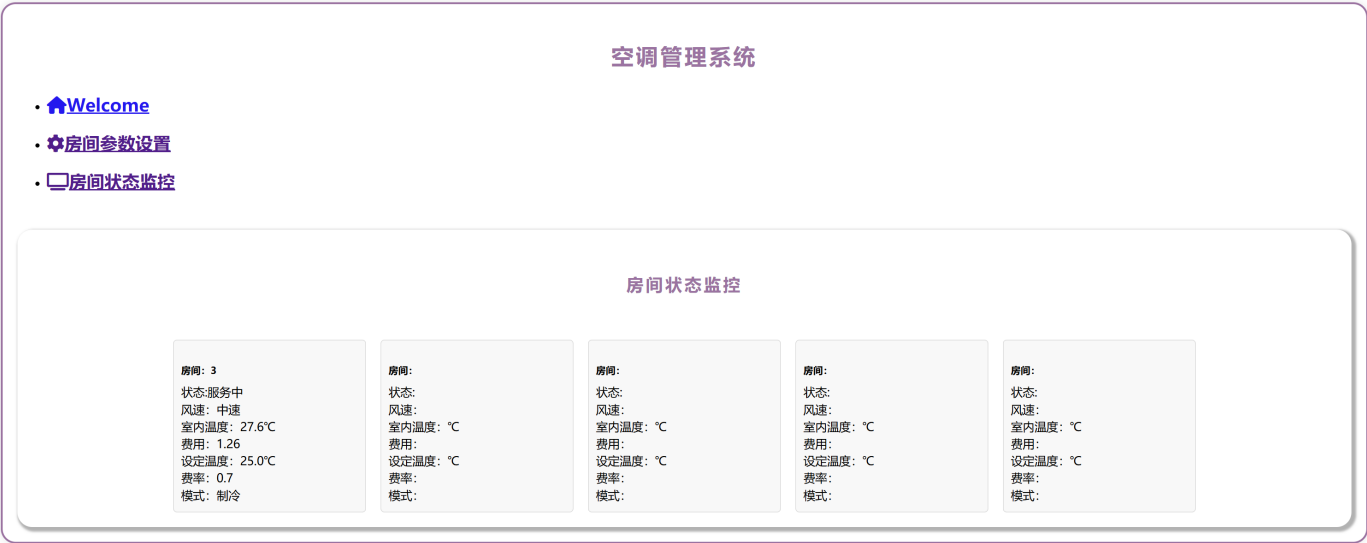 空调管理系统
Welcome
房间参数设置
房间状态监控
房间状态监控
房间：3
状态:服务中
风速：中速
室内温度：27.6℃
费用：1.26
设定温度：25.0℃
费率：0.7
模式：制冷
房间：
状态:
风速：
室内温度：℃
费用：
设定温度：℃
费率：
模式：
房间：
状态:
风速：
室内温度：℃
费用：
设定温度：℃
费率：
模式：
房间：
状态:
风速：
室内温度：℃
费用：
设定温度：℃
费率：
模式：
房间：
状态:
风速：
室内温度：℃
费用：
设定温度：℃
费率：
模式：